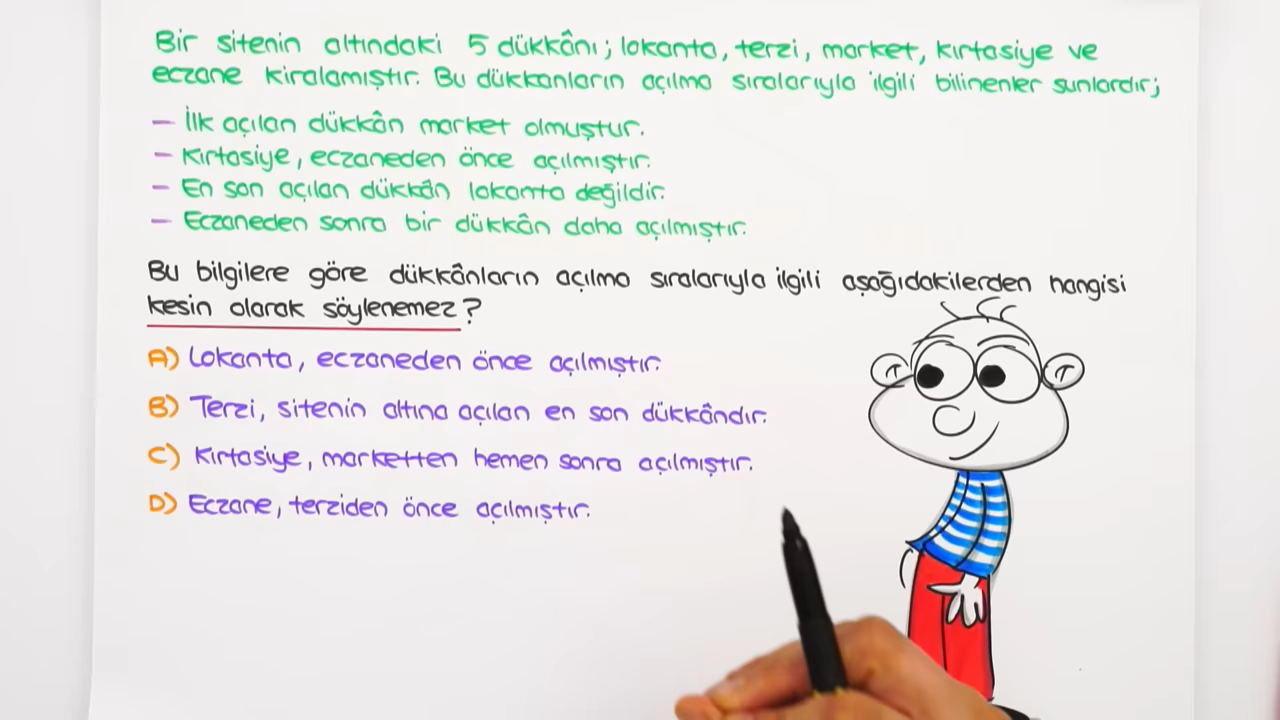 Bir sitenin altındaki 5 dükkânı; lokanta, terzi, market, kırtasiye ve
eczane kiralamıştır. Bu dükkanların açılma sıralarıyla ilgili bilinenler şunlardır;
– İlk açılan dükkân market olmuştur.
– Kırtasiye, eczaneden önce açılmıştır.
– En son açılan dükkân lokanta değildir.
– Eczaneden sonra bir dükkân daha açılmıştır.
Bu bilgilere göre dükkânların açılma sıralarıyla ilgili aşağıdakilerden hangisi
kesin olarak söylenemez?
A) Lokanta, eczaneden önce açılmıştır.
B) Terzi, sitenin altına açılan en son dükkândır.
C) Kırtasiye, marketten hemen sonra açılmıştır.
D) Eczane, terziden önce açılmıştır.